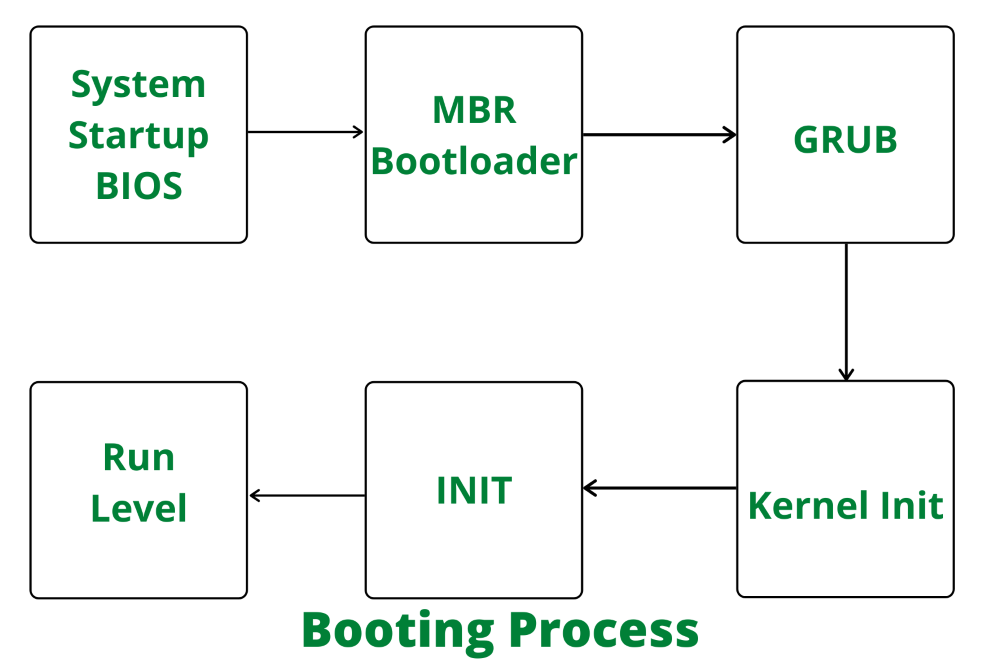 System
Startup
BIOS
MBR
Bootloader
GRUB
Kernel Init
INIT
Run
Level
Booting Process